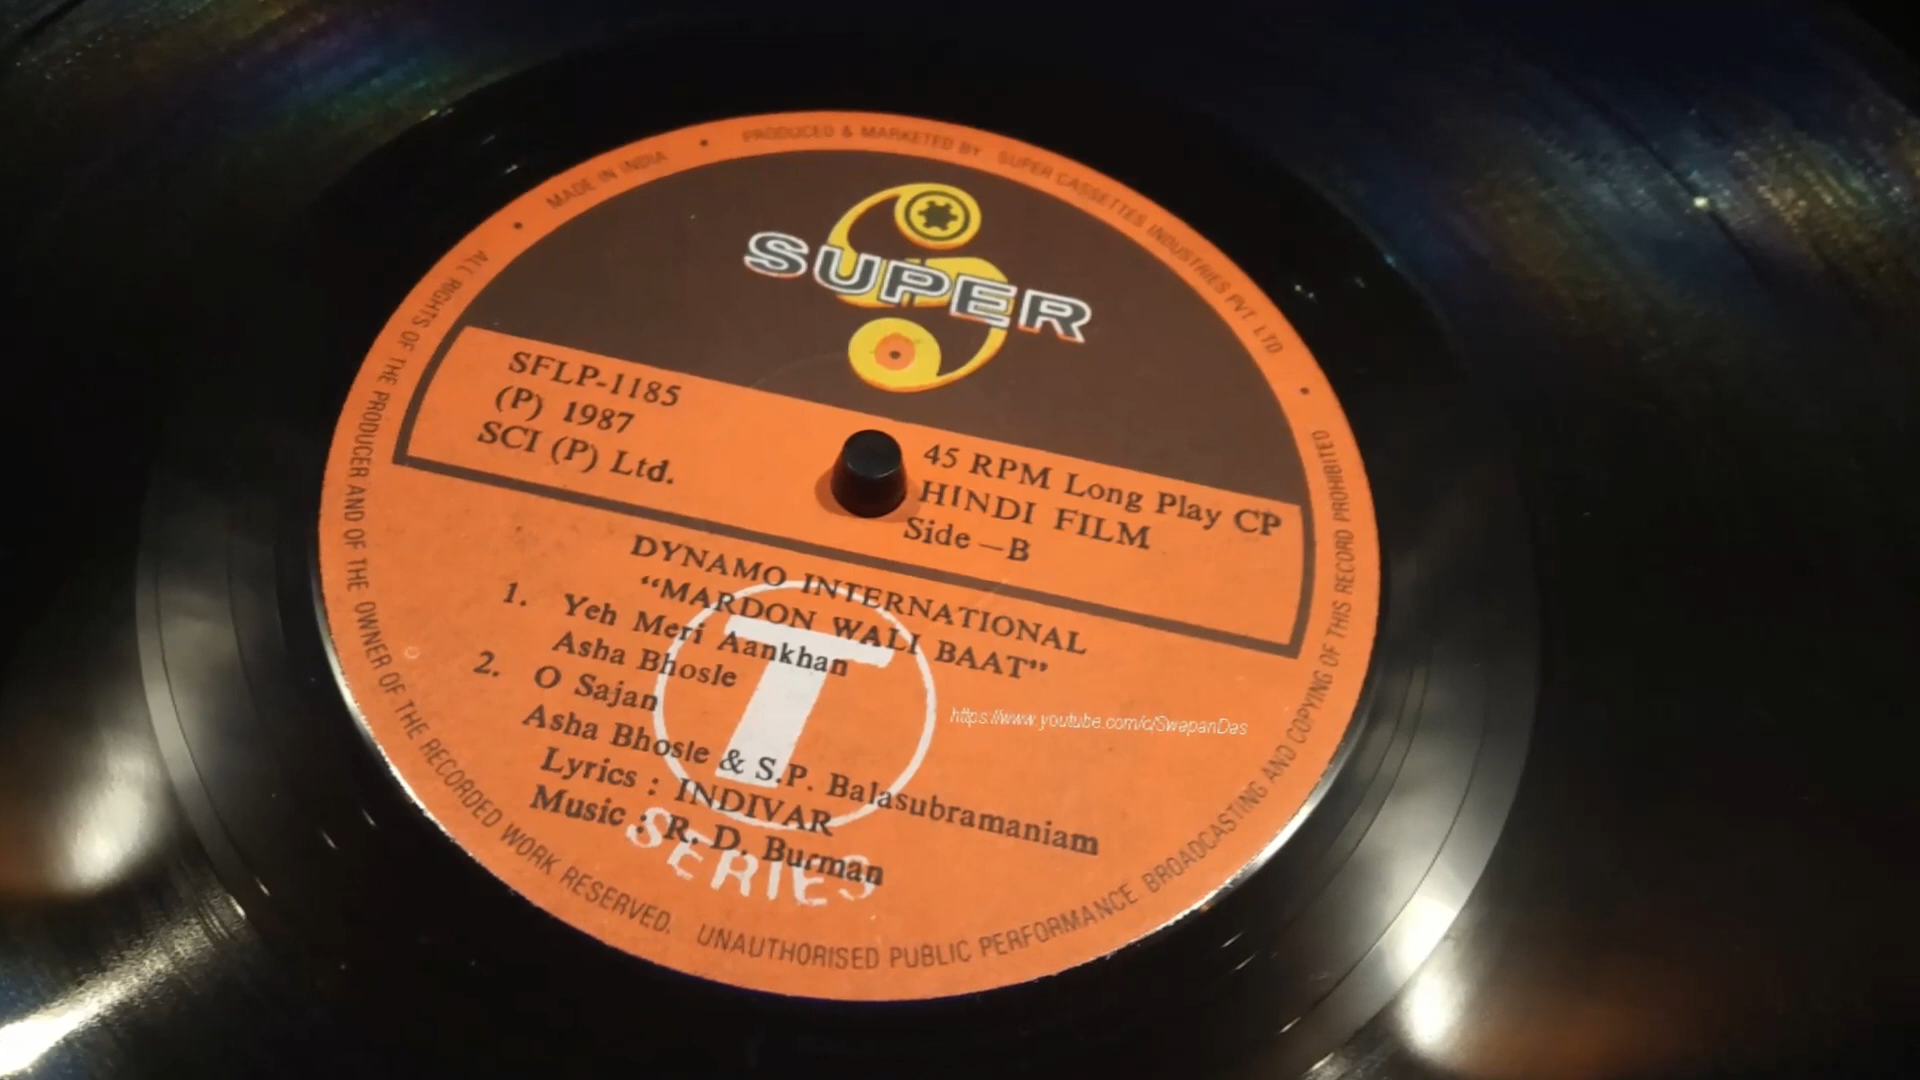 MADE IN INDIA • PRODUCED & MARKETED BY SUPER CASSETTES INDUSTRIES PVT LTD
SUPER
SFLP-1185
(P) 1987
SCI (P) Ltd.
45 RPM Long Play CP
HINDI FILM
Side – B
DYNAMO INTERNATIONAL
“MARDON WALI BAAT”
1. Yeh Meri Aankhan
Asha Bhosle
2. O Sajan
Asha Bhosle & S.P. Balasubramaniam
Lyrics : INDIVAR
Music : R. D. Burman
T
SERIES
https://www.youtube.com/c/SwapanDas
ALL RIGHTS OF THE PRODUCER AND OF THE OWNER OF THE RECORDED WORK RESERVED. UNAUTHORISED PUBLIC PERFORMANCE BROADCASTING AND COPYING OF THIS RECORD PROHIBITED